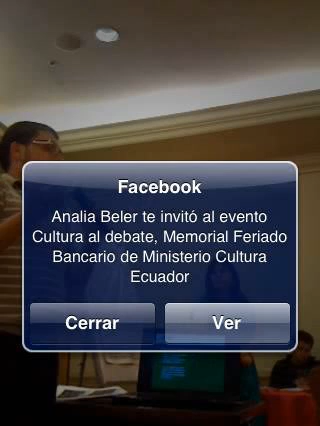 Facebook
Analia Beler te invitó al evento
Cultura al debate, Memorial Feriado
Bancario de Ministerio Cultura
Ecuador
Cerrar
Ver